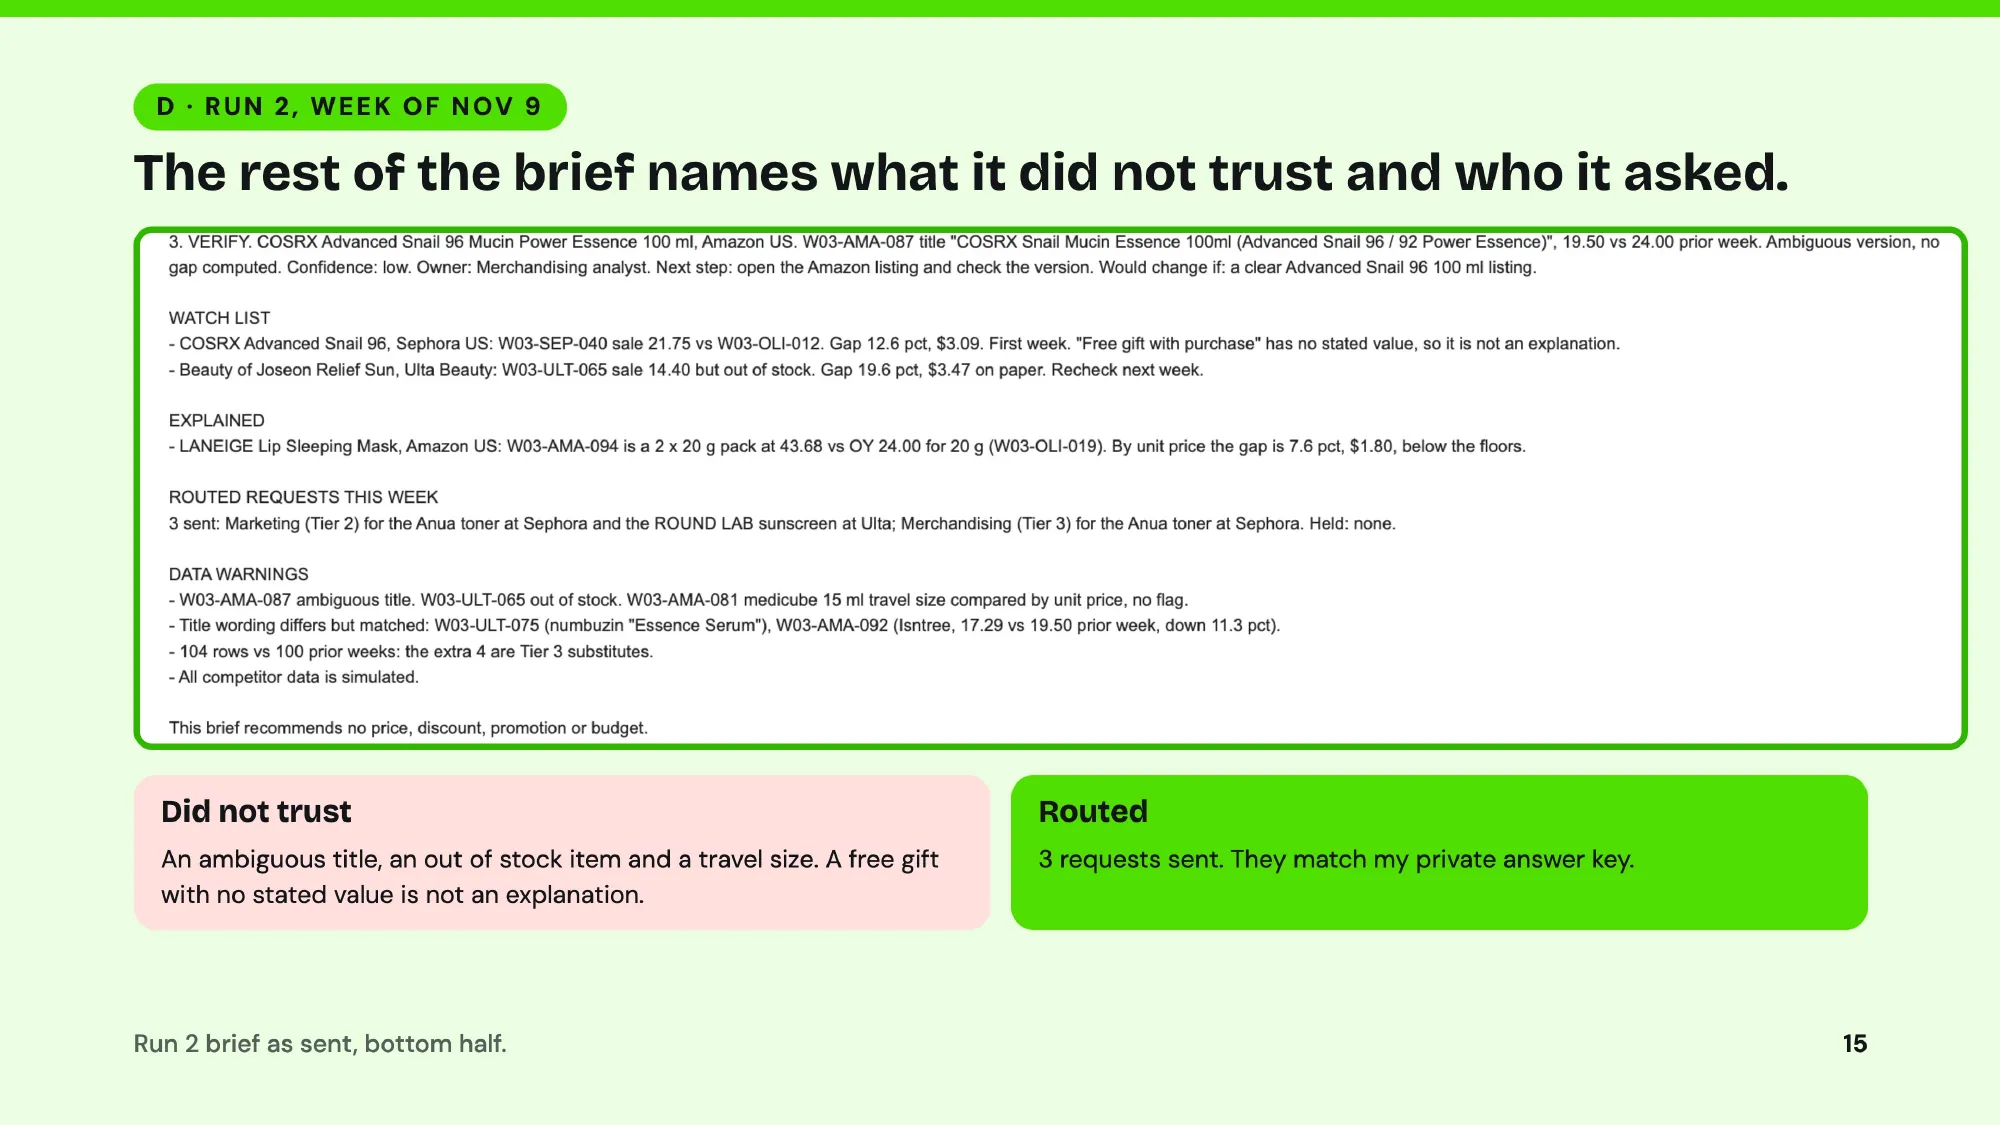 D · RUN 2, WEEK OF NOV 9
The rest of the brief names what it did not trust and who it asked.
3. VERIFY. COSRX Advanced Snail 96 Mucin Power Essence 100 ml, Amazon US. W03-AMA-087 title "COSRX Snail Mucin Essence 100ml (Advanced Snail 96 / 92 Power Essence)", 19.50 vs 24.00 prior week. Ambiguous version, no
gap computed. Confidence: low. Owner: Merchandising analyst. Next step: open the Amazon listing and check the version. Would change if: a clear Advanced Snail 96 100 ml listing.
WATCH LIST
- COSRX Advanced Snail 96, Sephora US: W03-SEP-040 sale 21.75 vs W03-OLI-012. Gap 12.6 pct, $3.09. First week. "Free gift with purchase" has no stated value, so it is not an explanation.
- Beauty of Joseon Relief Sun, Ulta Beauty: W03-ULT-065 sale 14.40 but out of stock. Gap 19.6 pct, $3.47 on paper. Recheck next week.
EXPLAINED
- LANEIGE Lip Sleeping Mask, Amazon US: W03-AMA-094 is a 2 x 20 g pack at 43.68 vs OY 24.00 for 20 g (W03-OLI-019). By unit price the gap is 7.6 pct, $1.80, below the floors.
ROUTED REQUESTS THIS WEEK
3 sent: Marketing (Tier 2) for the Anua toner at Sephora and the ROUND LAB sunscreen at Ulta; Merchandising (Tier 3) for the Anua toner at Sephora. Held: none.
DATA WARNINGS
- W03-AMA-087 ambiguous title. W03-ULT-065 out of stock. W03-AMA-081 medicube 15 ml travel size compared by unit price, no flag.
- Title wording differs but matched: W03-ULT-075 (numbuzin "Essence Serum"), W03-AMA-092 (Isntree, 17.29 vs 19.50 prior week, down 11.3 pct).
- 104 rows vs 100 prior weeks: the extra 4 are Tier 3 substitutes.
- All competitor data is simulated.
This brief recommends no price, discount, promotion or budget.
Did not trust
An ambiguous title, an out of stock item and a travel size. A free gift
with no stated value is not an explanation.
Routed
3 requests sent. They match my private answer key.
Run 2 brief as sent, bottom half.
15